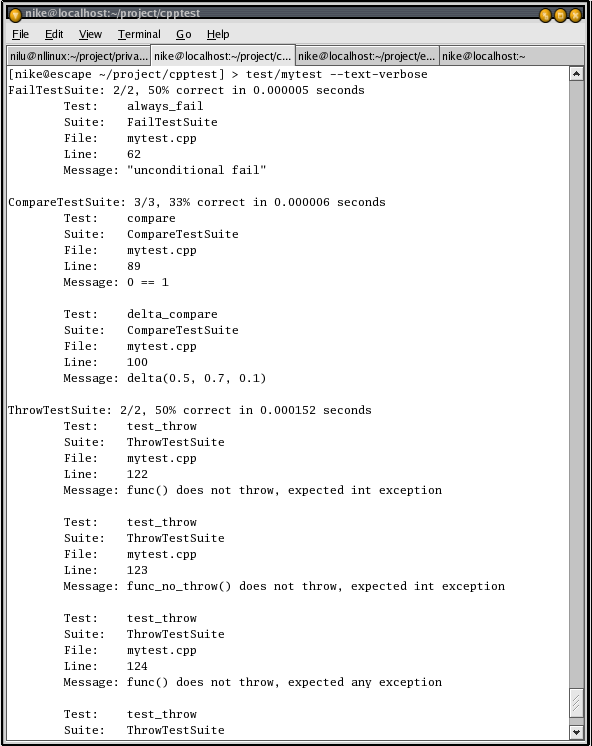 nike@localhost:~/project/cpptest
File Edit View Terminal Go Help
nilu@nllinux:~/project/priva... nike@localhost:~/project/c... nike@localhost:~/project/e... nike@localhost:~
[nike@escape ~/project/cpptest] > test/mytest --text-verbose
FailTestSuite: 2/2, 50% correct in 0.000005 seconds
Test: always_fail
Suite: FailTestSuite
File: mytest.cpp
Line: 62
Message: "unconditional fail"
CompareTestSuite: 3/3, 33% correct in 0.000006 seconds
Test: compare
Suite: CompareTestSuite
File: mytest.cpp
Line: 89
Message: 0 == 1
Test: delta_compare
Suite: CompareTestSuite
File: mytest.cpp
Line: 100
Message: delta(0.5, 0.7, 0.1)
ThrowTestSuite: 2/2, 50% correct in 0.000152 seconds
Test: test_throw
Suite: ThrowTestSuite
File: mytest.cpp
Line: 122
Message: func() does not throw, expected int exception
Test: test_throw
Suite: ThrowTestSuite
File: mytest.cpp
Line: 123
Message: func_no_throw() does not throw, expected int exception
Test: test_throw
Suite: ThrowTestSuite
File: mytest.cpp
Line: 124
Message: func() does not throw, expected any exception
Test: test_throw
Suite: ThrowTestSuite